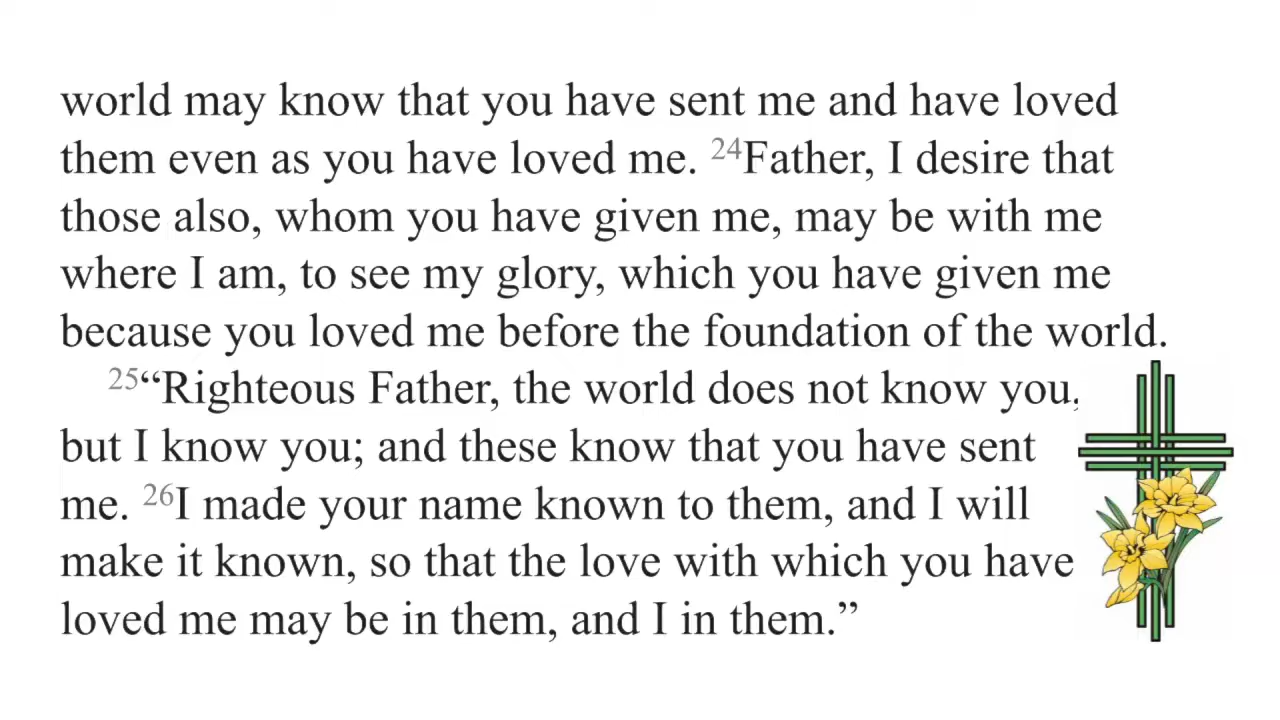 world may know that you have sent me and have loved
them even as you have loved me. 24Father, I desire that
those also, whom you have given me, may be with me
where I am, to see my glory, which you have given me
because you loved me before the foundation of the world.
25“Righteous Father, the world does not know you,
but I know you; and these know that you have sent
me. 26I made your name known to them, and I will
make it known, so that the love with which you have
loved me may be in them, and I in them.”